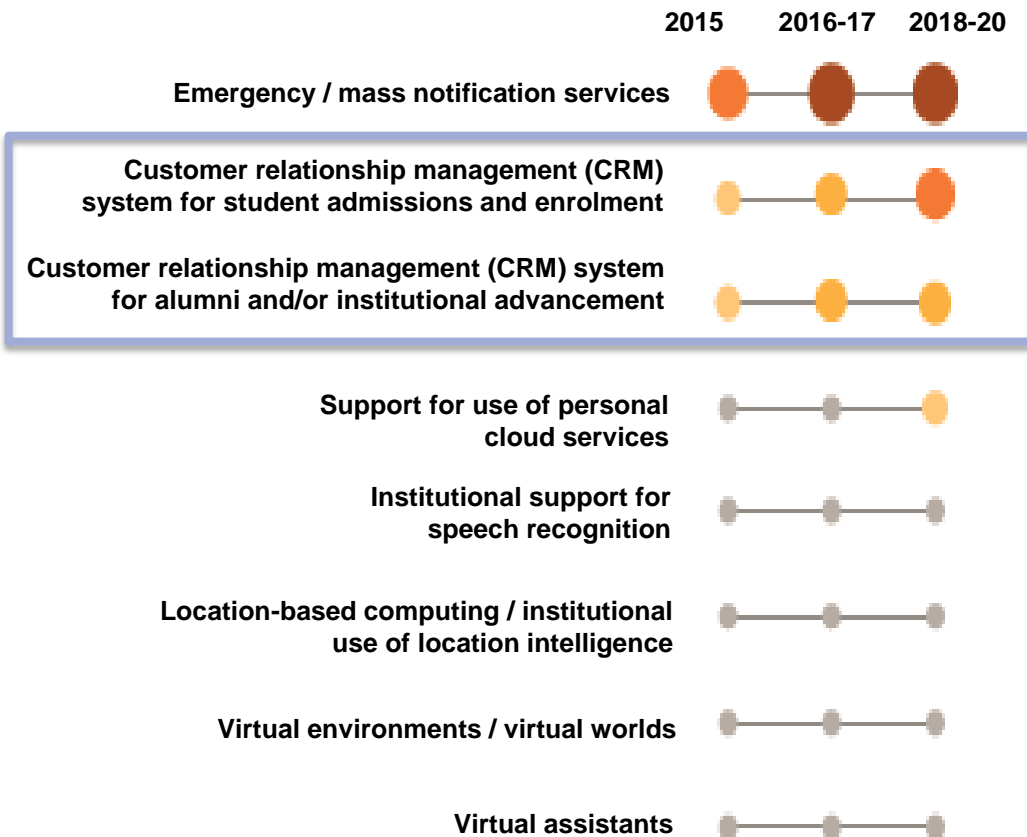 2015 2016-17 2018-20
Emergency / mass notification services
Customer relationship management (CRM)
system for student admissions and enrolment
Customer relationship management (CRM) system
for alumni and/or institutional advancement
Support for use of personal
cloud services
Institutional support for
speech recognition
Location-based computing / institutional
use of location intelligence
Virtual environments / virtual worlds
Virtual assistants